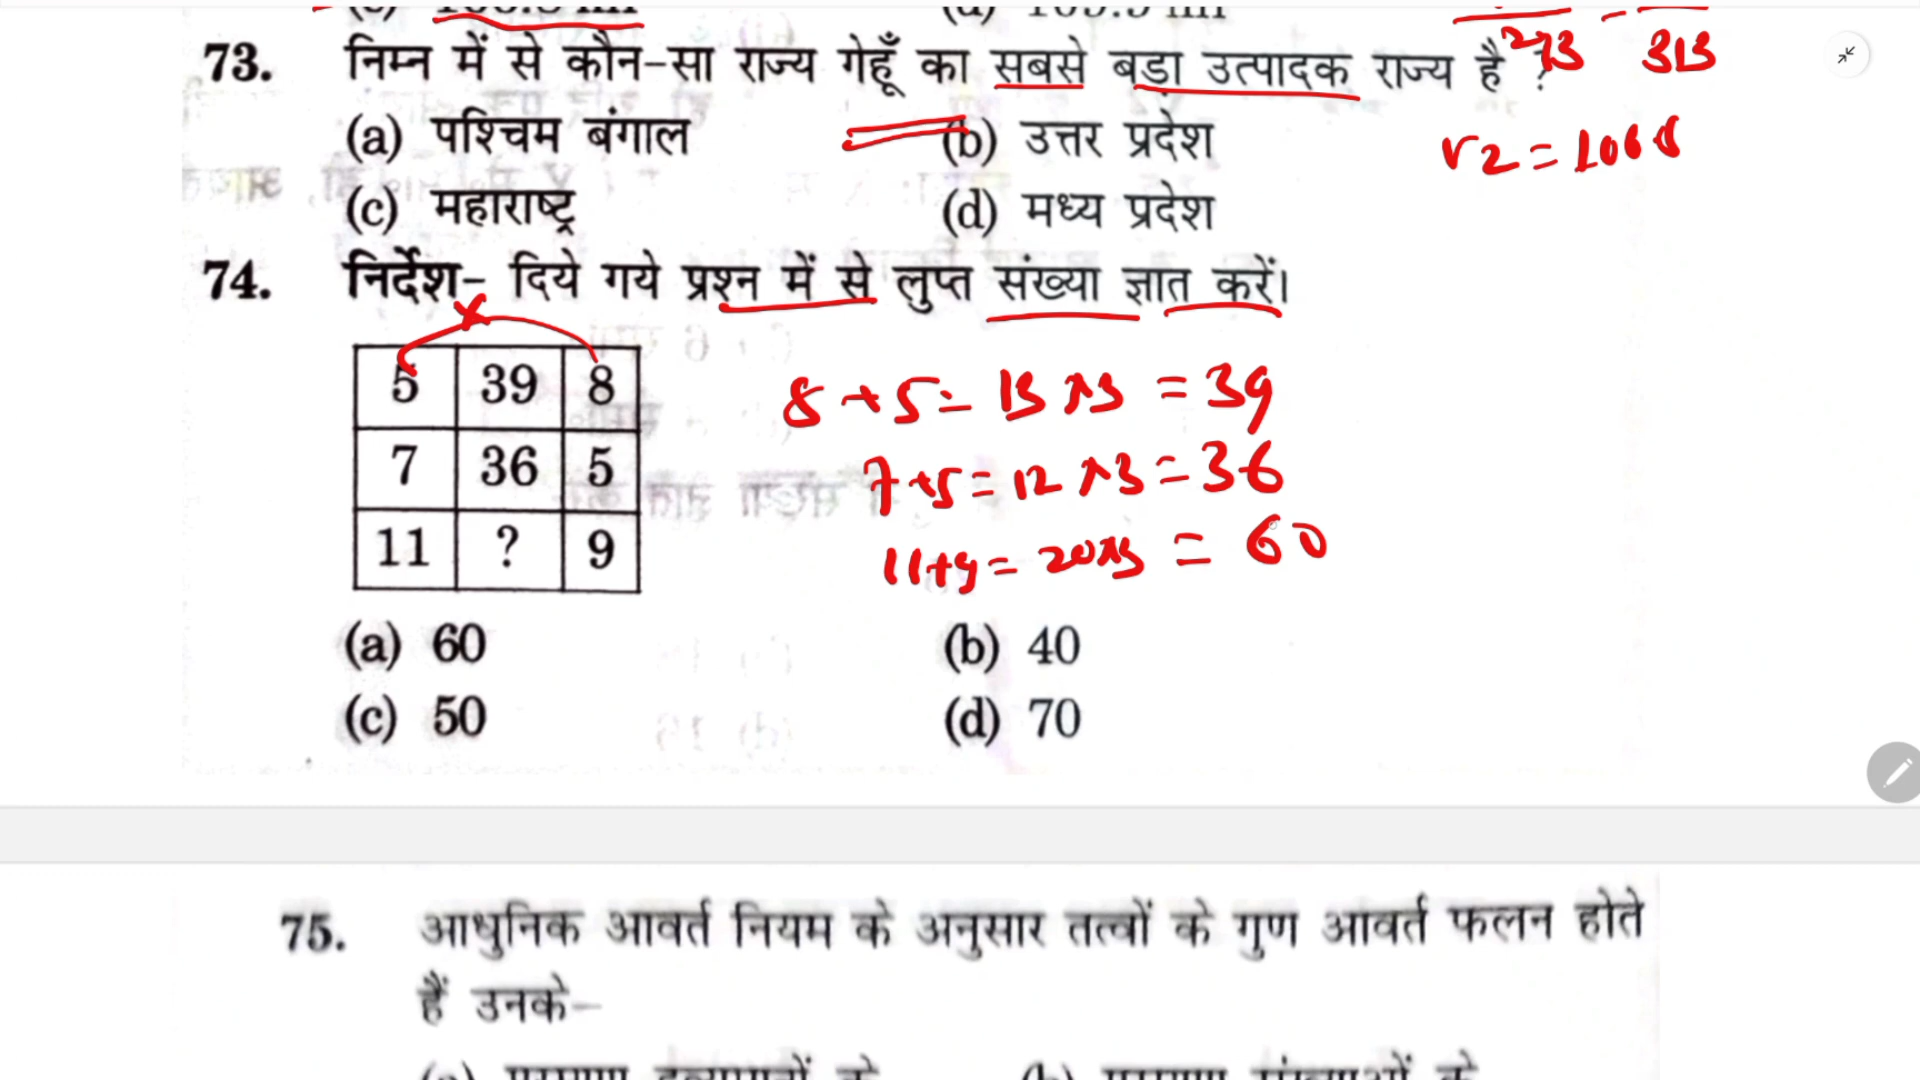 73. निम्न में से कौन-सा राज्य गेहूँ का सबसे बड़ा उत्पादक राज्य है ?
273 313
(a) पश्चिम बंगाल (b) उत्तर प्रदेश
(c) महाराष्ट्र (d) मध्य प्रदेश
74. निर्देश- दिये गये प्रश्न में से लुप्त संख्या ज्ञात करें।
5 39 8
8+5=13×3=39
7 36 5
7+5=12×3=36
11 ? 9
11+9=20×3=60
(a) 60 (b) 40
(c) 50 (d) 70
75. आधुनिक आवर्त नियम के अनुसार तत्वों के गुण आवर्त फलन होते
हैं उनके-